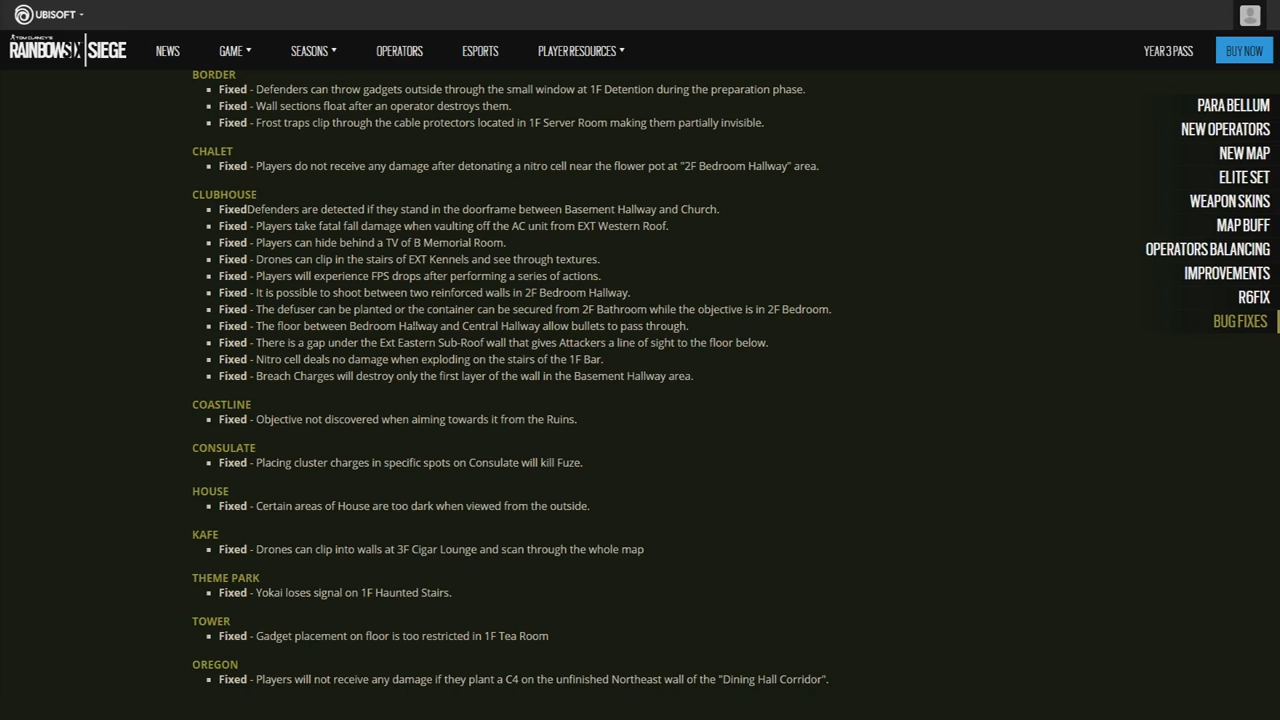 UBISOFT
TOM CLANCY'S
RAINBOWSIX | SIEGE
NEWS
GAME
SEASONS
OPERATORS
ESPORTS
PLAYER RESOURCES
YEAR 3 PASS
BUY NOW
BORDER
Fixed - Defenders can throw gadgets outside through the small window at 1F Detention during the preparation phase.
Fixed - Wall sections float after an operator destroys them.
Fixed - Frost traps clip through the cable protectors located in 1F Server Room making them partially invisible.
CHALET
Fixed - Players do not receive any damage after detonating a nitro cell near the flower pot at "2F Bedroom Hallway" area.
CLUBHOUSE
FixedDefenders are detected if they stand in the doorframe between Basement Hallway and Church.
Fixed - Players take fatal fall damage when vaulting off the AC unit from EXT Western Roof.
Fixed - Players can hide behind a TV of B Memorial Room.
Fixed - Drones can clip in the stairs of EXT Kennels and see through textures.
Fixed - Players will experience FPS drops after performing a series of actions.
Fixed - It is possible to shoot between two reinforced walls in 2F Bedroom Hallway.
Fixed - The defuser can be planted or the container can be secured from 2F Bathroom while the objective is in 2F Bedroom.
Fixed - The floor between Bedroom Hallway and Central Hallway allow bullets to pass through.
Fixed - There is a gap under the Ext Eastern Sub-Roof wall that gives Attackers a line of sight to the floor below.
Fixed - Nitro cell deals no damage when exploding on the stairs of the 1F Bar.
Fixed - Breach Charges will destroy only the first layer of the wall in the Basement Hallway area.
COASTLINE
Fixed - Objective not discovered when aiming towards it from the Ruins.
CONSULATE
Fixed - Placing cluster charges in specific spots on Consulate will kill Fuze.
HOUSE
Fixed - Certain areas of House are too dark when viewed from the outside.
KAFE
Fixed - Drones can clip into walls at 3F Cigar Lounge and scan through the whole map
THEME PARK
Fixed - Yokai loses signal on 1F Haunted Stairs.
TOWER
Fixed - Gadget placement on floor is too restricted in 1F Tea Room
OREGON
Fixed - Players will not receive any damage if they plant a C4 on the unfinished Northeast wall of the "Dining Hall Corridor".
PARA BELLUM
NEW OPERATORS
NEW MAP
ELITE SET
WEAPON SKINS
MAP BUFF
OPERATORS BALANCING
IMPROVEMENTS
R6FIX
BUG FIXES